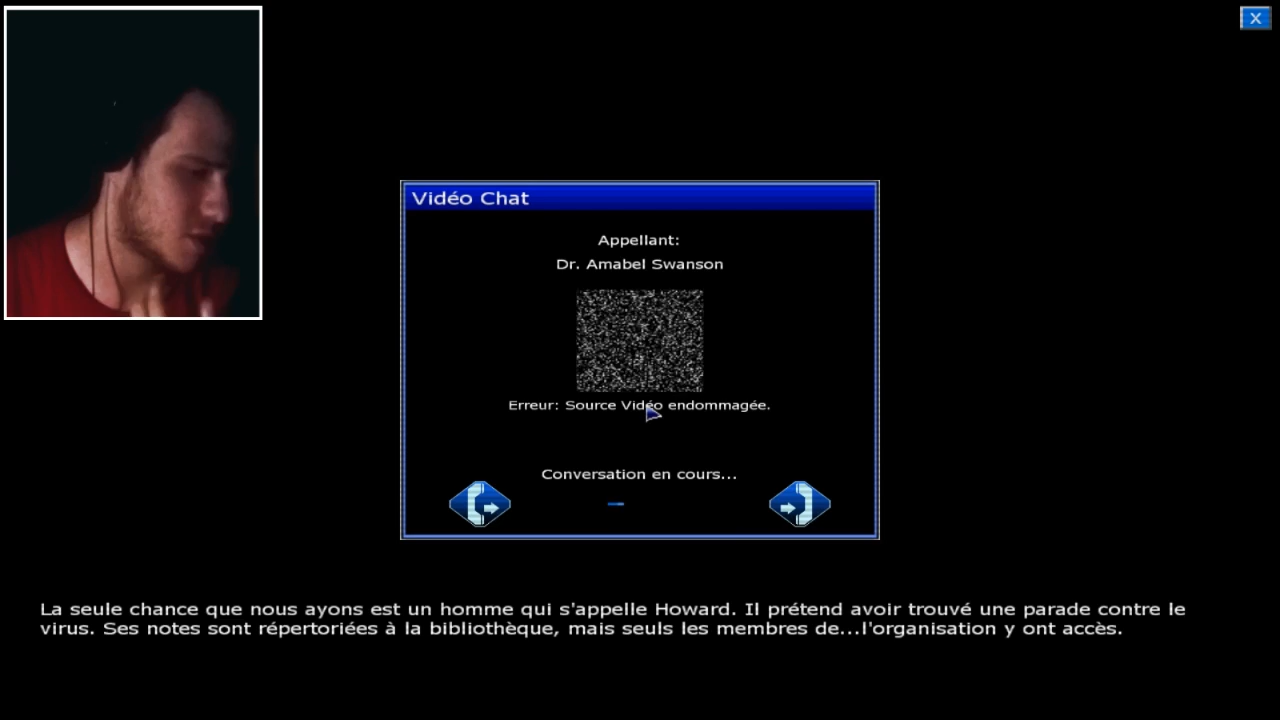 X
Vidéo Chat
Appellant:
Dr. Amabel Swanson
Erreur: Source Vidéo endommagée.
Conversation en cours...
La seule chance que nous ayons est un homme qui s'appelle Howard. Il prétend avoir trouvé une parade contre le
virus. Ses notes sont répertoriées à la bibliothèque, mais seuls les membres de...l'organisation y ont accès.